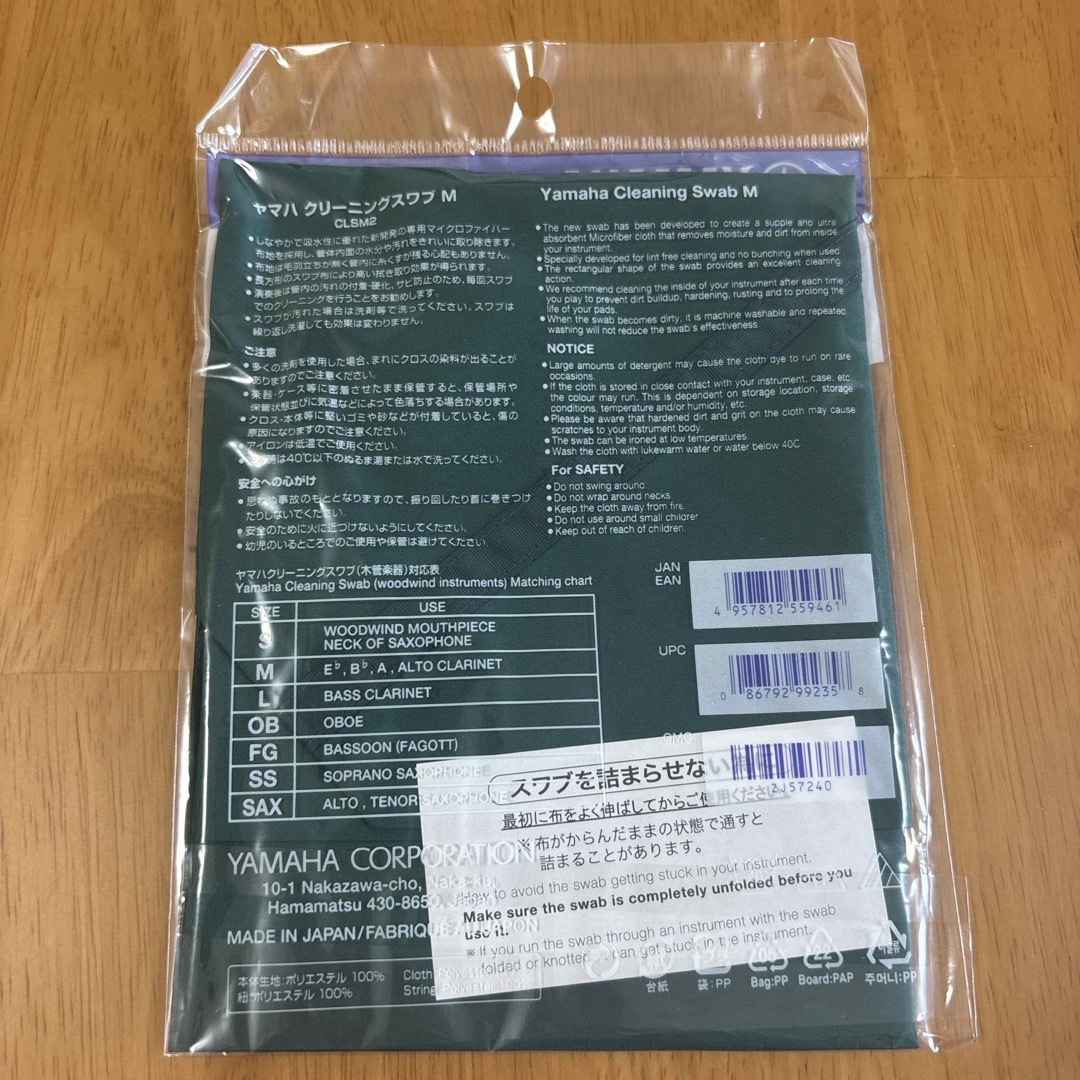 ヤマハ クリーニングスワブ M
CLSM2
● しなやかで吸水性に優れた新開発の専用マイクロファイバー
布地を採用し、管体内面の水分や汚れをきれいに取り除きます。
● 布地は毛羽立ちが無く管内に糸くずが残る心配もありません。
● 長方形のスワブ布により高い拭き取り効果が得られます。
● 演奏後は管内の汚れの付着・硬化、サビ防止のため、毎回スワブ
でのクリーニングを行うことをお勧めします。
● スワブが汚れた場合は洗剤等で洗ってください。スワブは
繰り返し洗濯しても効果は変わりません。
ご注意
● 多くの洗剤を使用した場合、まれにクロスの染料が出ることが
ありますのでご注意ください。
● 楽器・ケース等に密着させたまま保管すると、保管場所や
保管状態並びに気温などによって色落ちする場合があります。
● クロス・本体等に堅いゴミや砂などが付着していると、傷の
原因になりますのでご注意ください。
● アイロンは低温でご使用ください。
時は40℃以下のぬるま湯または水で洗ってください。
安全への心がけ
● 思わぬ事故のもととなりますので、振り回したり首に巻きつけ
たりしないでください。
● 安全のために火に近づけないようにしてください。
● 幼児のいるところでのご使用や保管は避けてください。
Yamaha Cleaning Swab M
● The new swab has been developed to create a supple and ultra
absorbent Microfiber cloth that removes moisture and dirt from inside
your instrument.
● Specially developed for lint free cleaning and no bunching when used
● The rectangular shape of the swab provides an excellent cleaning
action.
● We recommend cleaning the inside of your instrument after each time
you play to prevent dirt buildup, hardening, rusting and to prolong the
life of your pads.
● When the swab becomes dirty, it is machine washable and repeated
washing will not reduce the swab's effectiveness
NOTICE
● Large amounts of detergent may cause the cloth dye to run on rare
occasions.
● If the cloth is stored in close contact with your instrument, case, etc.
the colour may run. This is dependent on storage location, storage
conditions, temperature and/or humidity, etc.
● Please be aware that hardened dirt and grit on the cloth may cause
scratches to your instrument body.
● The swab can be ironed at low temperatures
● Wash the cloth with lukewarm water or water below 40C
For SAFETY
● Do not swing around.
● Do not wrap around necks.
● Keep the cloth away from fire
● Do not use around small children
● Keep out of reach of children.
ヤマハクリーニングスワブ(木管楽器)対応表
Yamaha Cleaning Swab (woodwind instruments) Matching chart
SIZE USE
S WOODWIND MOUTHPIECE
NECK OF SAXOPHONE
M E♭, B♭, A, ALTO CLARINET
L BASS CLARINET
OB OBOE
FG BASSOON (FAGOTT)
SS SOPRANO SAXOPHONE
SAX ALTO, TENOR SAXOPHONE
JAN
EAN
4 957812 559461
UPC
0 86792 99235 8
ZJ57240
スワブを詰まらせない
最初に布をよく伸ばしてからご使用ください
※ 布がからんだままの状態で通すと
詰まることがあります。
How to avoid the swab getting stuck in your instrument.
Make sure the swab is completely unfolded before you
use it.
※ If you run the swab through an instrument with the swab
folded or knotted, can get stuck in the instrument.
YAMAHA CORPORATION
10-1 Nakazawa-cho, Naka-ku,
Hamamatsu 430-8650,
MADE IN JAPAN/FABRIQUE AU JAPON
本体生地:ポリエステル 100% Cloth Polyester
紐:ポリエステル 100% String Polyester 100%
台紙
袋:PP
Bag:PP
Board:PAP
주머니:PP